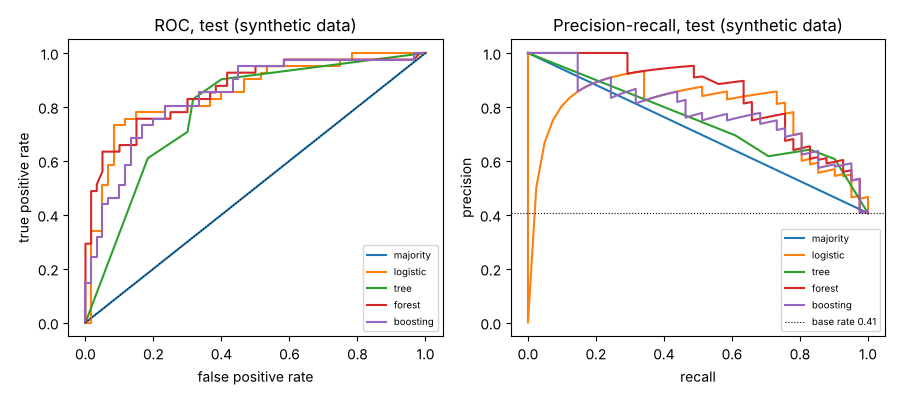 ROC, test (synthetic data)
true positive rate
1.0
0.8
0.6
0.4
0.2
0.0
0.0 0.2 0.4 0.6 0.8 1.0
false positive rate
majority
logistic
tree
forest
boosting
Precision-recall, test (synthetic data)
precision
1.0
0.8
0.6
0.4
0.2
0.0
0.0 0.2 0.4 0.6 0.8 1.0
recall
majority
logistic
tree
forest
boosting
base rate 0.41